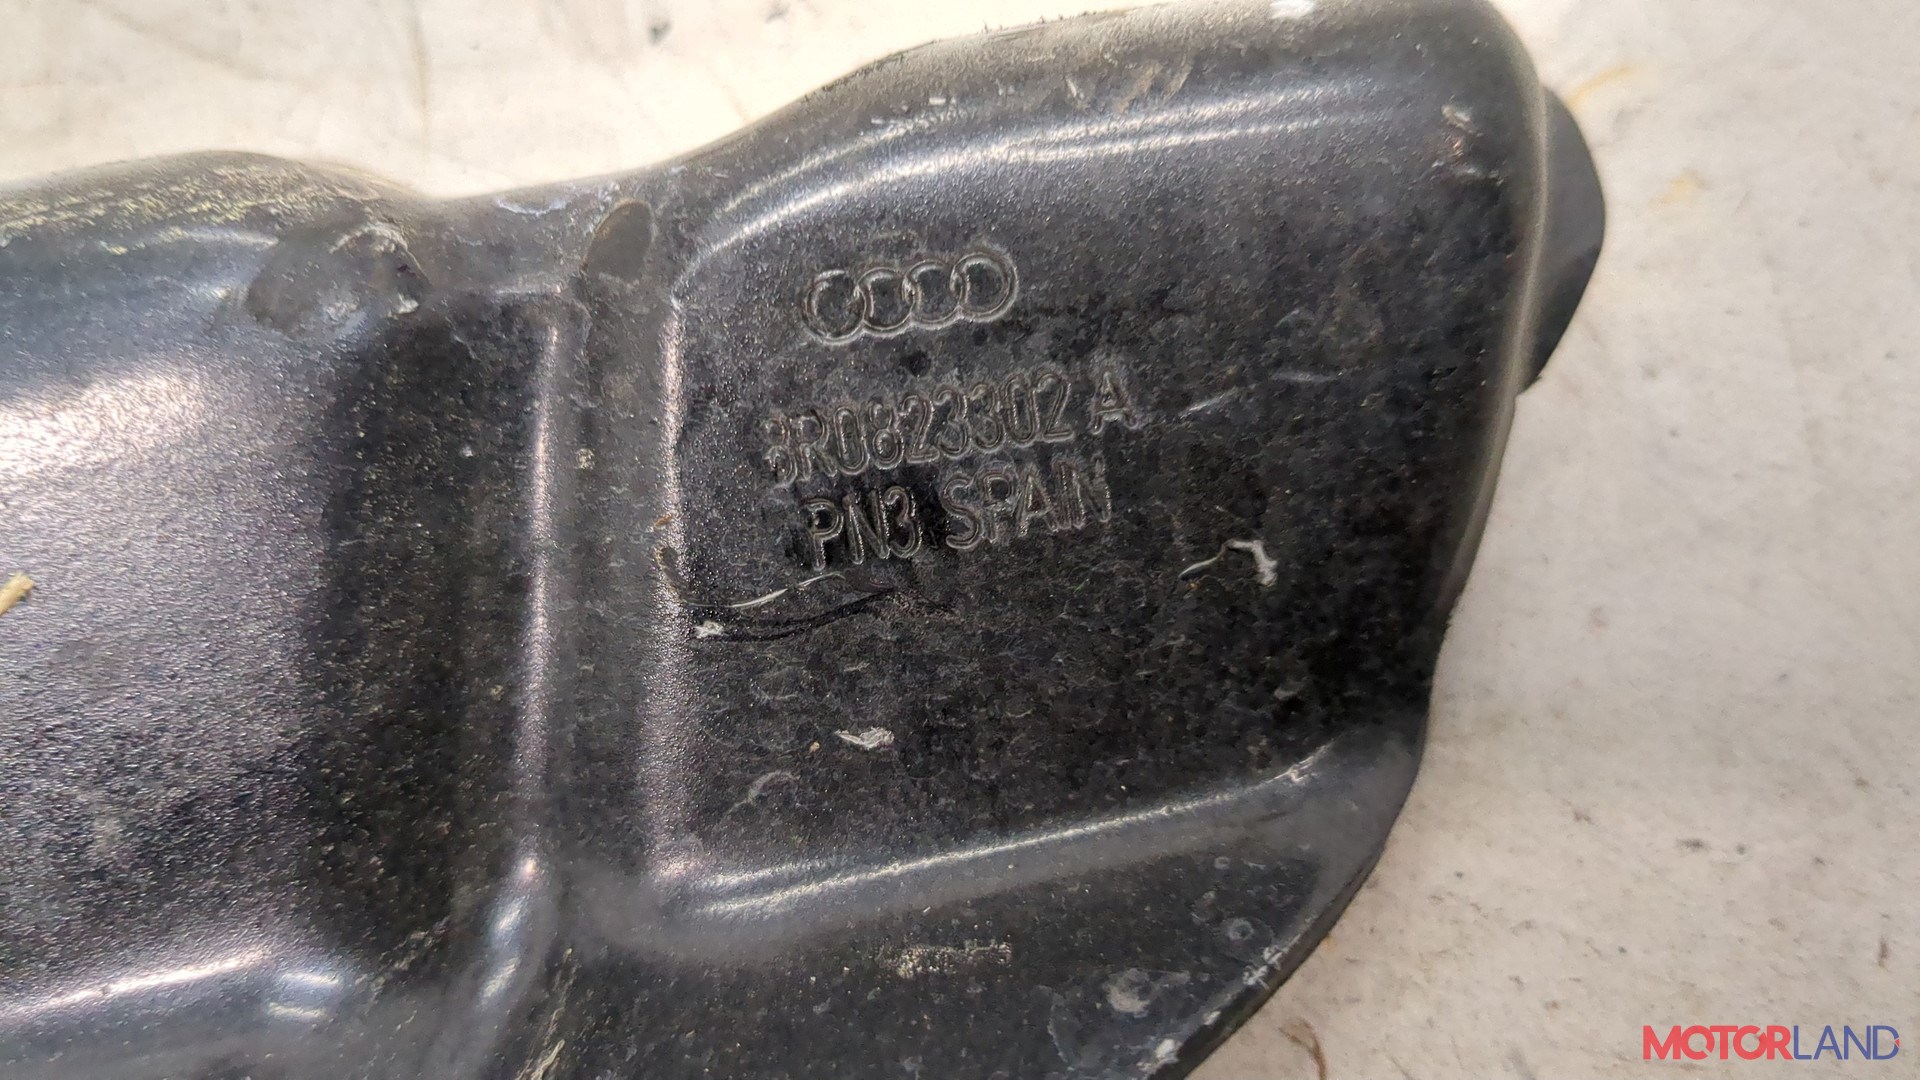 8R0823302 A
PN3 SPAIN
MOTORLAND